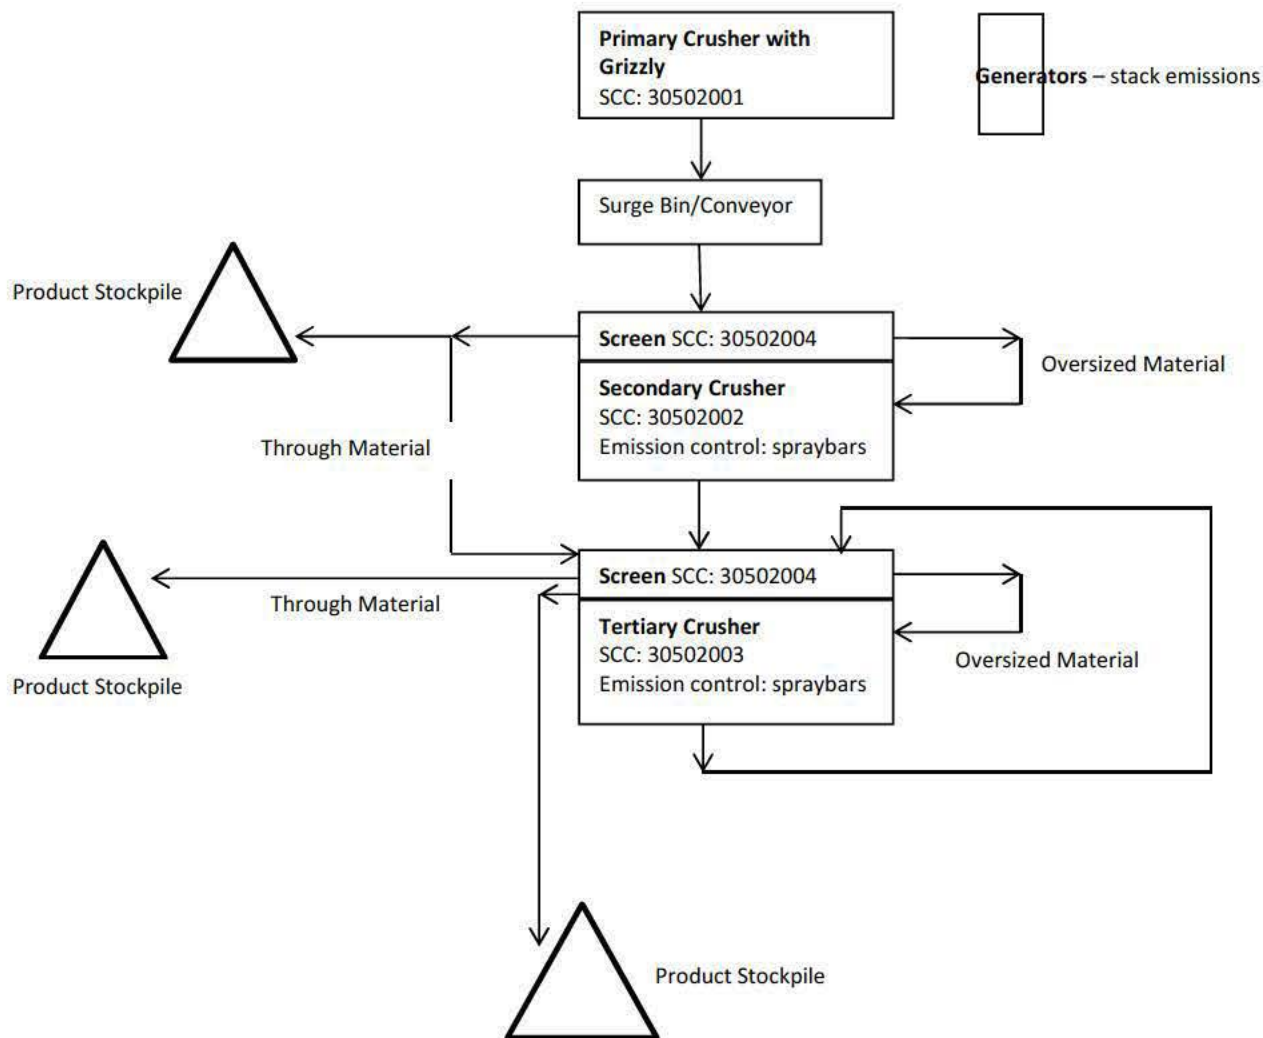 Primary Crusher with
Grizzly
SCC: 30502001
Generators – stack emissions
Surge Bin/Conveyor
Product Stockpile
Screen SCC: 30502004
Oversized Material
Secondary Crusher
SCC: 30502002
Emission control: spraybars
Through Material
Screen SCC: 30502004
Through Material
Tertiary Crusher
SCC: 30502003
Emission control: spraybars
Oversized Material
Product Stockpile
Product Stockpile